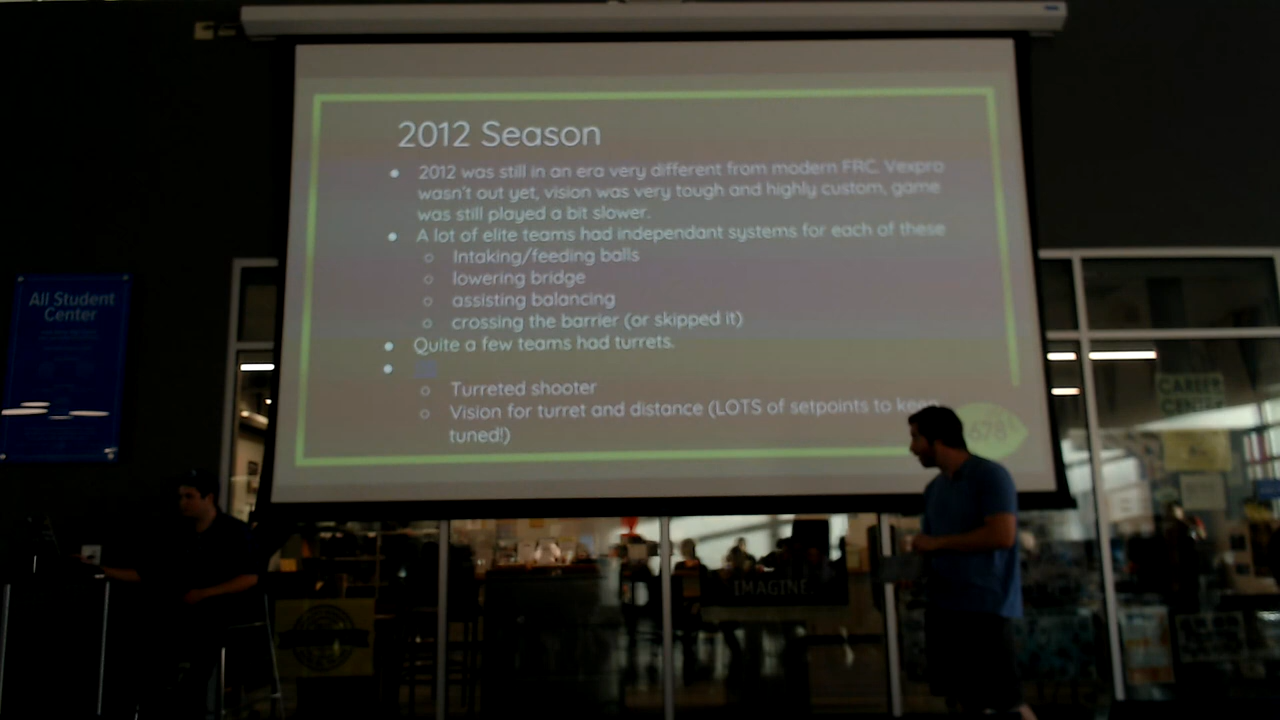 2012 Season
2012 was still in an era very different from modern FRC. Vexpro
wasn't out yet, vision was very tough and highly custom, game
was still played a bit slower.
A lot of elite teams had independant systems for each of these
Intaking/feeding balls
lowering bridge
assisting balancing
crossing the barrier (or skipped it)
Quite a few teams had turrets.
Turreted shooter
Vision for turret and distance (LOTS of setpoints to keep
tuned!)
1678
All Student
Center
CAREER
CENTER
IMAGINE